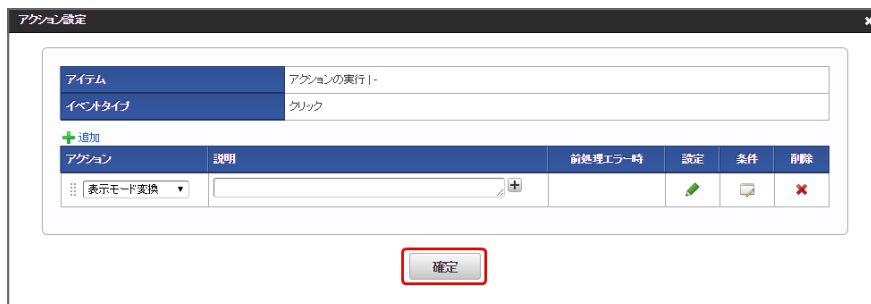 アクション設定
アイテム アクションの実行 | -
イベントタイプ クリック
追加
アクション 説明 前処理エラー時 設定 条件 削除
表示モード変換
確定